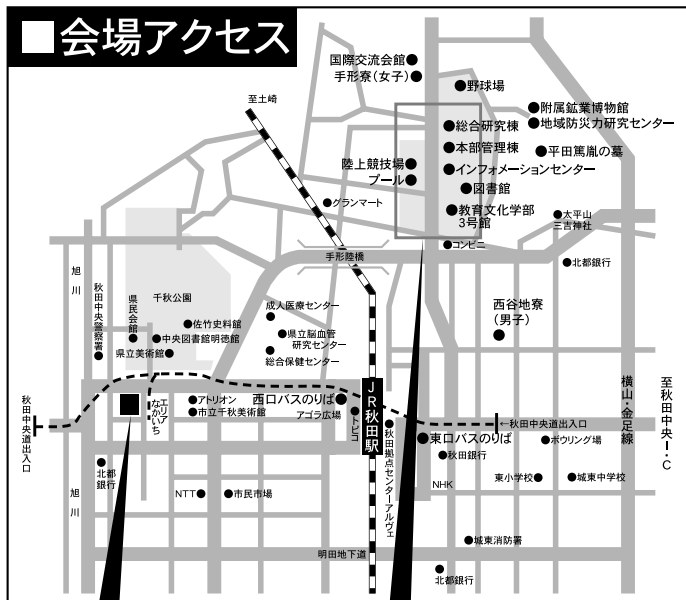 会場アクセス
国際交流会館
手形寮（女子）
野球場
至土崎
附属鉱業博物館
地域防災力研究センター
総合研究棟
本部管理棟
平田篤胤の墓
陸上競技場
プール
インフォメーションセンター
図書館
グランマート
教育文化学部
3号館
太平山
三吉神社
コンビニ
手形陸橋
北都銀行
旭川
秋田中央警察署
県民会館
千秋公園
佐竹史料館
中央図書館明徳館
県立美術館
成人医療センター
県立脳血管
研究センター
総合保健センター
西谷地寮
（男子）
横山・金足線
至秋田中央I・C
秋田中央道出入口
エリア
なかいち
アトリオン
市立千秋美術館
西口バスのりば
アゴラ広場
トピコ
JR秋田駅
秋田拠点センターアルヴェ
←秋田中央道出入口
東口バスのりば
ボウリング場
秋田銀行
北都
銀行
旭川
NTT
市民市場
NHK
東小学校
城東中学校
城東消防署
明田地下道
北都銀行